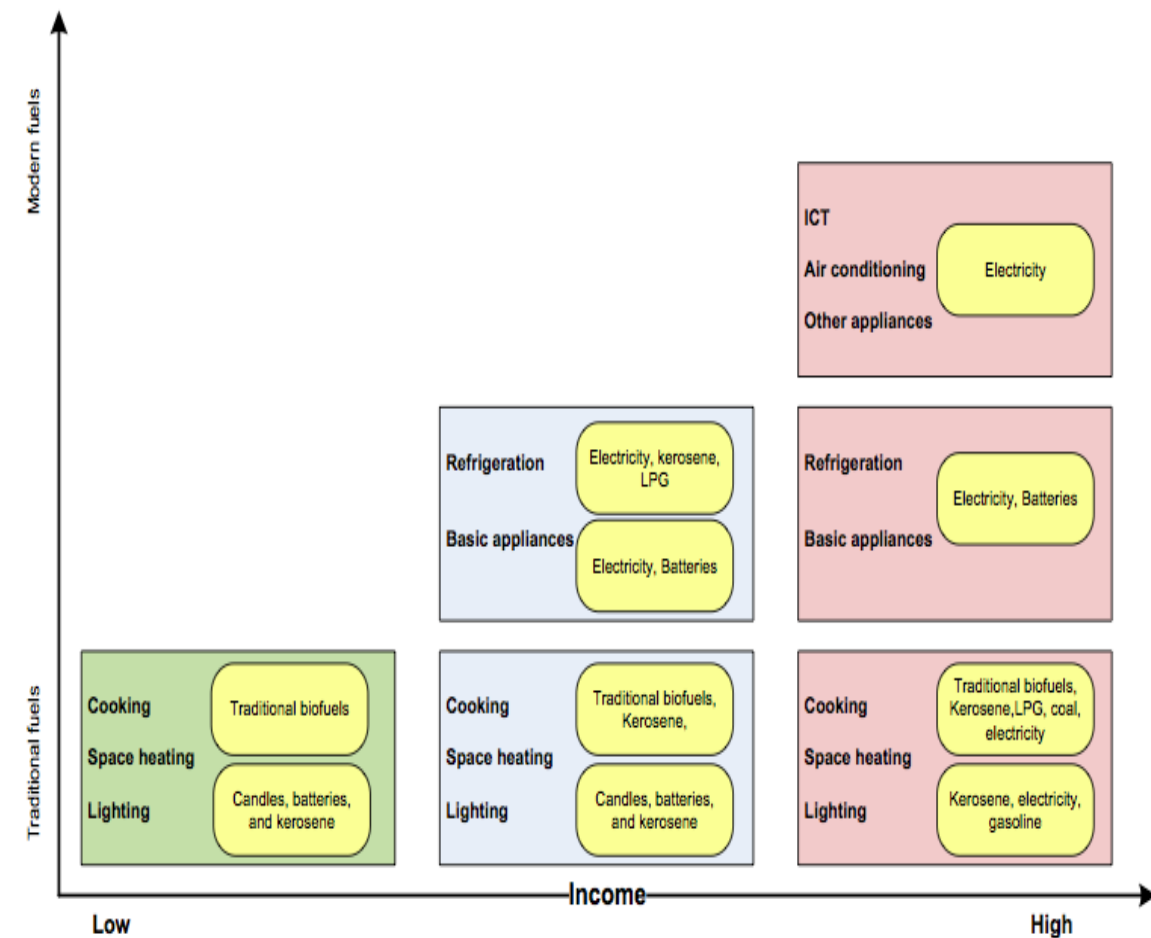 Modern fuels
Traditional fuels
ICT
Air conditioning
Other appliances
Electricity
Refrigeration
Basic appliances
Electricity, kerosene,
LPG
Electricity, Batteries
Refrigeration
Basic appliances
Electricity, Batteries
Cooking
Space heating
Lighting
Traditional biofuels
Candles, batteries,
and kerosene
Cooking
Space heating
Lighting
Traditional biofuels,
Kerosene,
Candles, batteries,
and kerosene
Cooking
Space heating
Lighting
Traditional biofuels,
Kerosene,LPG, coal,
electricity
Kerosene, electricity,
gasoline
Income
Low
High